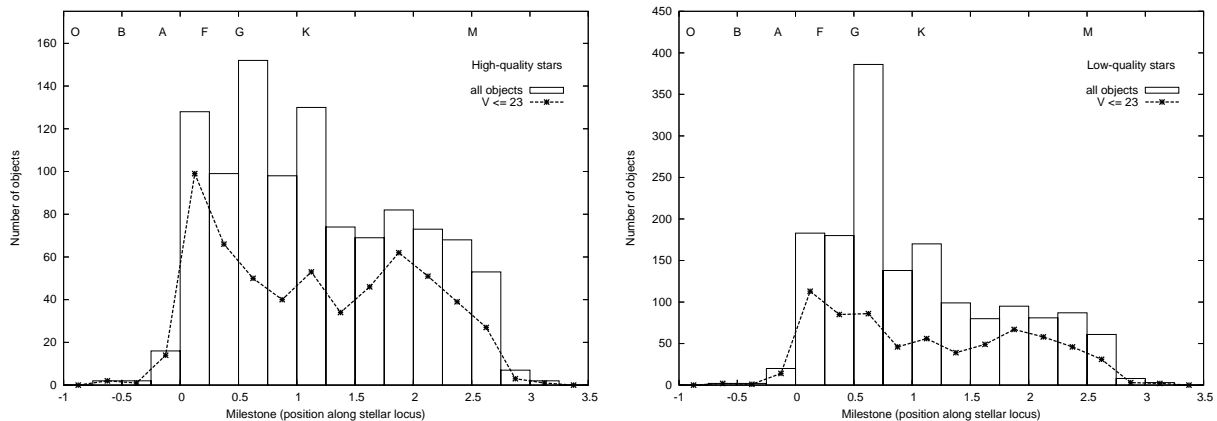 O B A F G K M
High-quality stars
all objects
V <= 23
160
140
120
100
80
60
40
20
0
Number of objects
-1 -0.5 0 0.5 1 1.5 2 2.5 3 3.5
Milestone (position along stellar locus)
O B A F G K M
Low-quality stars
all objects
V <= 23
450
400
350
300
250
200
150
100
50
0
Number of objects
-1 -0.5 0 0.5 1 1.5 2 2.5 3 3.5
Milestone (position along stellar locus)